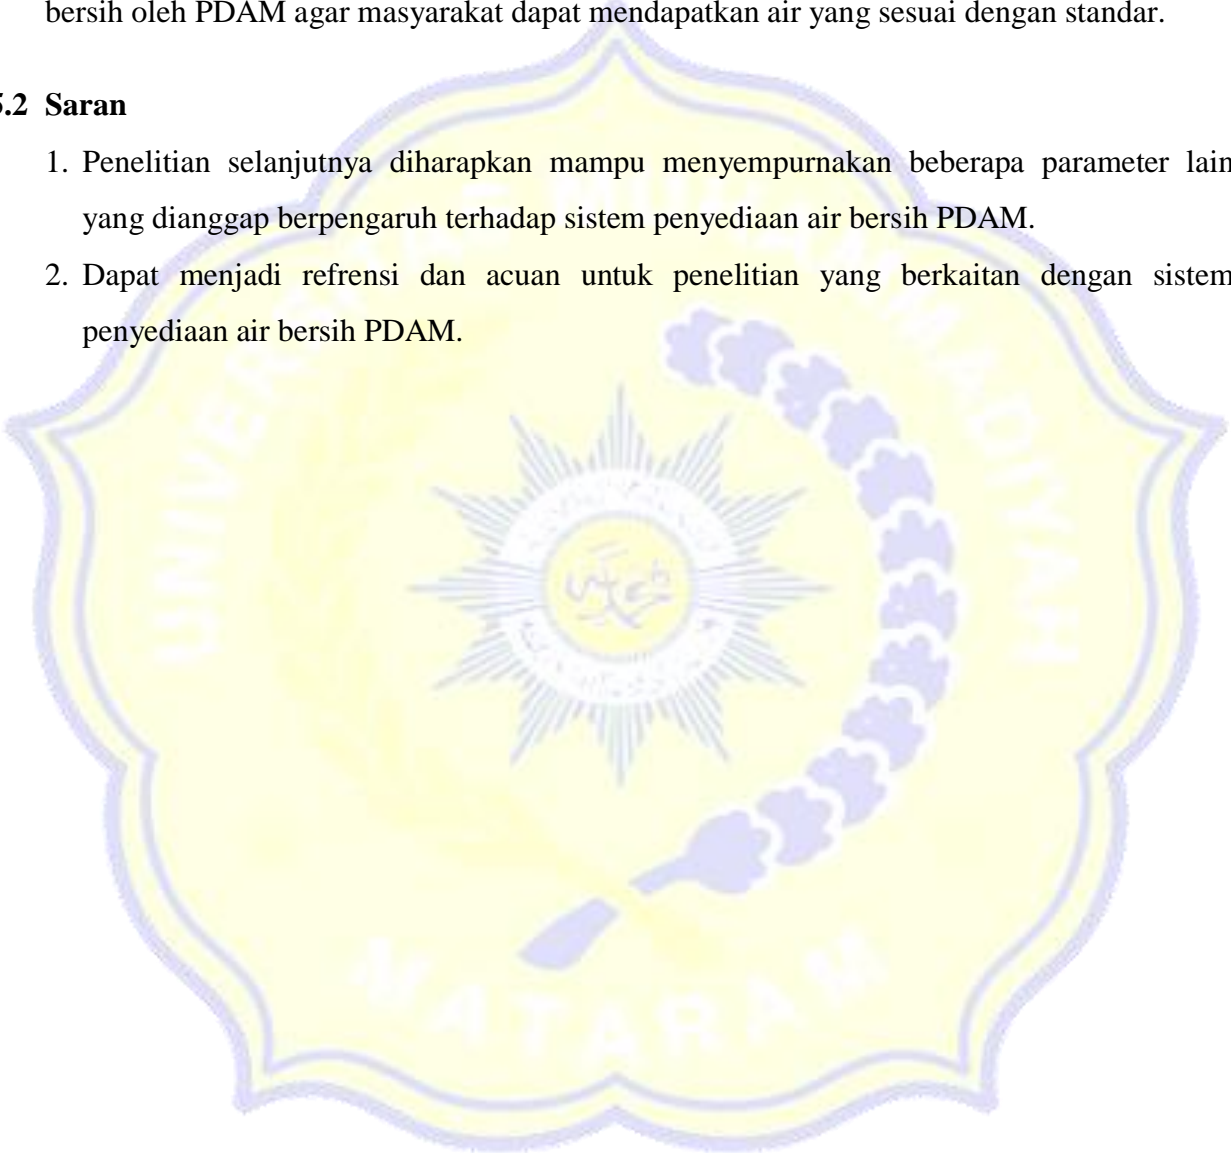 bersih oleh PDAM agar masyarakat dapat mendapatkan air yang sesuai dengan standar.
5.2 Saran
1. Penelitian selanjutnya diharapkan mampu menyempurnakan beberapa parameter lain
yang dianggap berpengaruh terhadap sistem penyediaan air bersih PDAM.
2. Dapat menjadi refrensi dan acuan untuk penelitian yang berkaitan dengan sistem
penyediaan air bersih PDAM.
UNIVERSITAS MUHAMMADIYAH
MATARAM